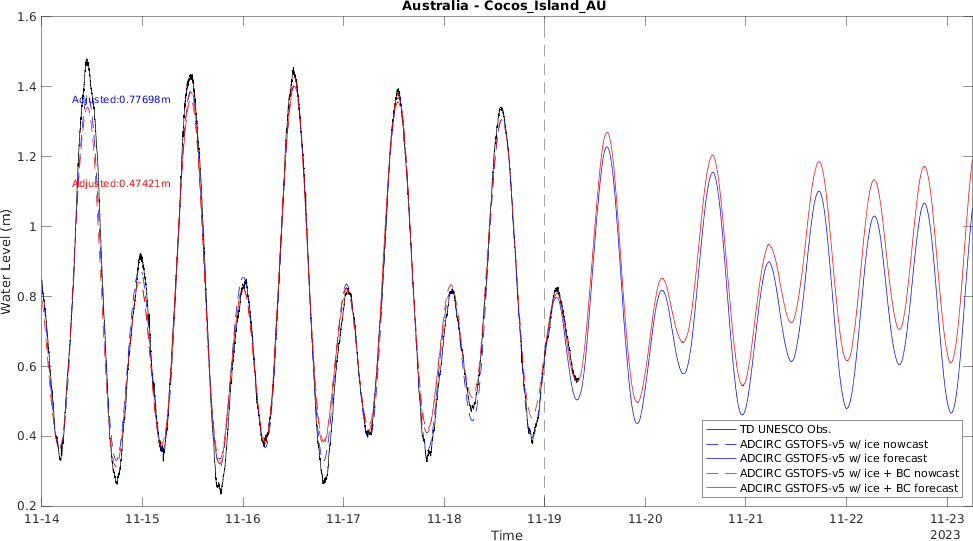 Australia - Cocos_Island_AU
1.6
1.4
1.2
1
0.8
0.6
0.4
0.2
Water Level (m)
Adjusted:0.77698m
Adjusted:0.47421m
TD UNESCO Obs.
ADCIRC GSTOFS-v5 w/ ice nowcast
ADCIRC GSTOFS-v5 w/ ice forecast
ADCIRC GSTOFS-v5 w/ ice + BC nowcast
ADCIRC GSTOFS-v5 w/ ice + BC forecast
11-14 11-15 11-16 11-17 11-18 11-19 11-20 11-21 11-22 11-23
2023
Time